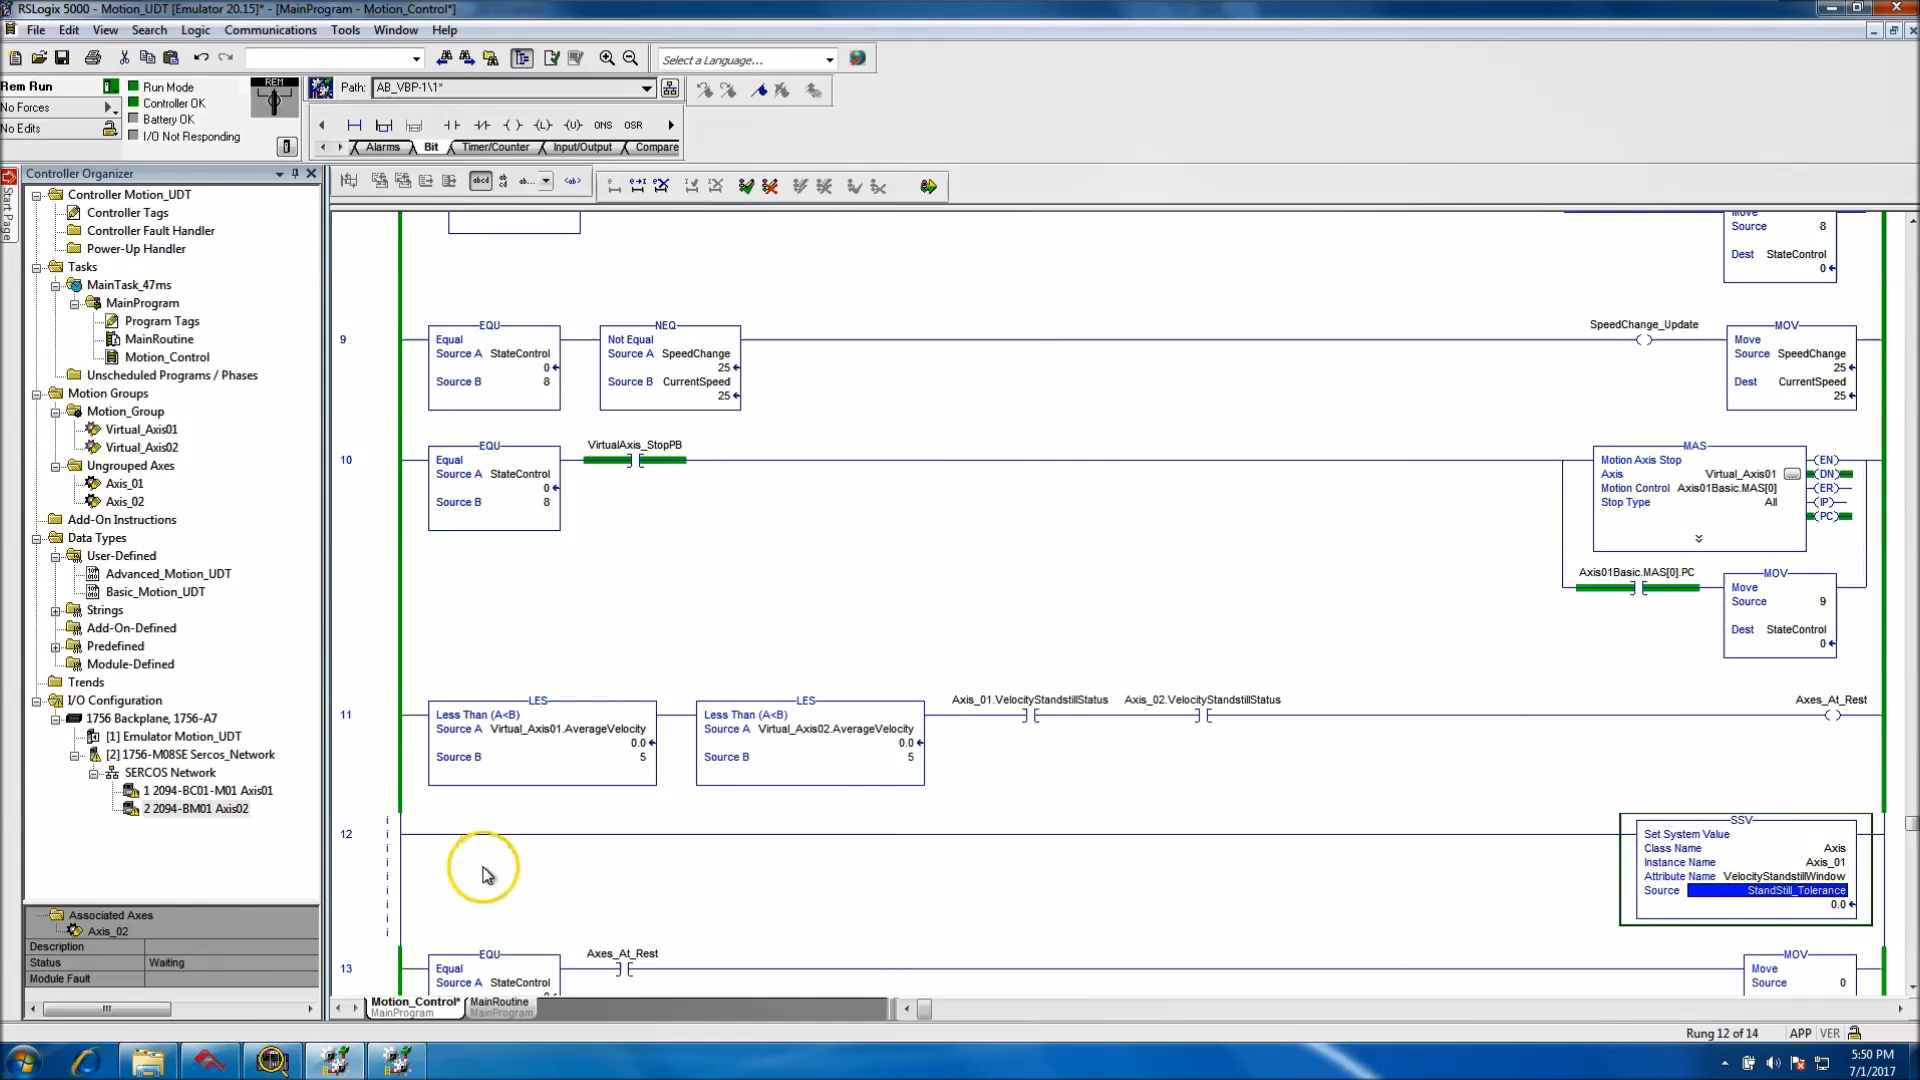 RSLogix 5000 - Motion_UDT [Emulator 20.15]* - [MainProgram - Motion_Control*]
File Edit View Search Logic Communications Tools Window Help
Select a Language...
Rem Run
No Forces
No Edits
Run Mode
Controller OK
Battery OK
I/O Not Responding
REM
Path: AB_VBP-1\1*
(L) (U) ONS OSR
Alarms Bit Timer/Counter Input/Output Compare
Start Page
Controller Organizer
Controller Motion_UDT
Controller Tags
Controller Fault Handler
Power-Up Handler
Tasks
MainTask_47ms
MainProgram
Program Tags
MainRoutine
Motion_Control
Unscheduled Programs / Phases
Motion Groups
Motion_Group
Virtual_Axis01
Virtual_Axis02
Ungrouped Axes
Axis_01
Axis_02
Add-On Instructions
Data Types
User-Defined
Advanced_Motion_UDT
Basic_Motion_UDT
Strings
Add-On-Defined
Predefined
Module-Defined
Trends
I/O Configuration
1756 Backplane, 1756-A7
[1] Emulator Motion_UDT
[2] 1756-M08SE Sercos_Network
SERCOS Network
1 2094-BC01-M01 Axis01
2 2094-BM01 Axis02
Associated Axes
Axis_02
Description
Status Waiting
Module Fault
Move
Source 8
Dest StateControl
0
9
EQU
Equal
Source A StateControl
0
Source B 8
NEQ
Not Equal
Source A SpeedChange
25
Source B CurrentSpeed
25
SpeedChange_Update
MOV
Move
Source SpeedChange
25
Dest CurrentSpeed
25
10
EQU
Equal
Source A StateControl
0
Source B 8
VirtualAxis_StopPB
MAS
Motion Axis Stop
Axis Virtual_Axis01 ...
Motion Control Axis01Basic.MAS[0]
Stop Type All
(EN)
(DN)
(ER)
(IP)
(PC)
Axis01Basic.MAS[0].PC
MOV
Move
Source 9
Dest StateControl
0
11
LES
Less Than (A<B)
Source A Virtual_Axis01.AverageVelocity
0.0
Source B 5
LES
Less Than (A<B)
Source A Virtual_Axis02.AverageVelocity
0.0
Source B 5
Axis_01.VelocityStandstillStatus
Axis_02.VelocityStandstillStatus
Axes_At_Rest
12
SSV
Set System Value
Class Name Axis
Instance Name Axis_01
Attribute Name VelocityStandstillWindow
Source StandStill_Tolerance
0.0
13
EQU
Equal
Source A StateControl
Axes_At_Rest
MOV
Move
Source 0
Motion_Control* MainRoutine
MainProgram MainProgram
Rung 12 of 14 APP VER
5:50 PM
7/1/2017